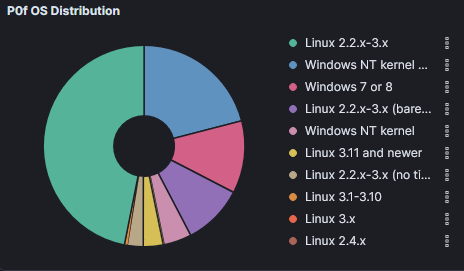 P0f OS Distribution
Linux 2.2.x-3.x
Windows NT kernel ...
Windows 7 or 8
Linux 2.2.x-3.x (bare...
Windows NT kernel
Linux 3.11 and newer
Linux 2.2.x-3.x (no ti...
Linux 3.1-3.10
Linux 3.x
Linux 2.4.x